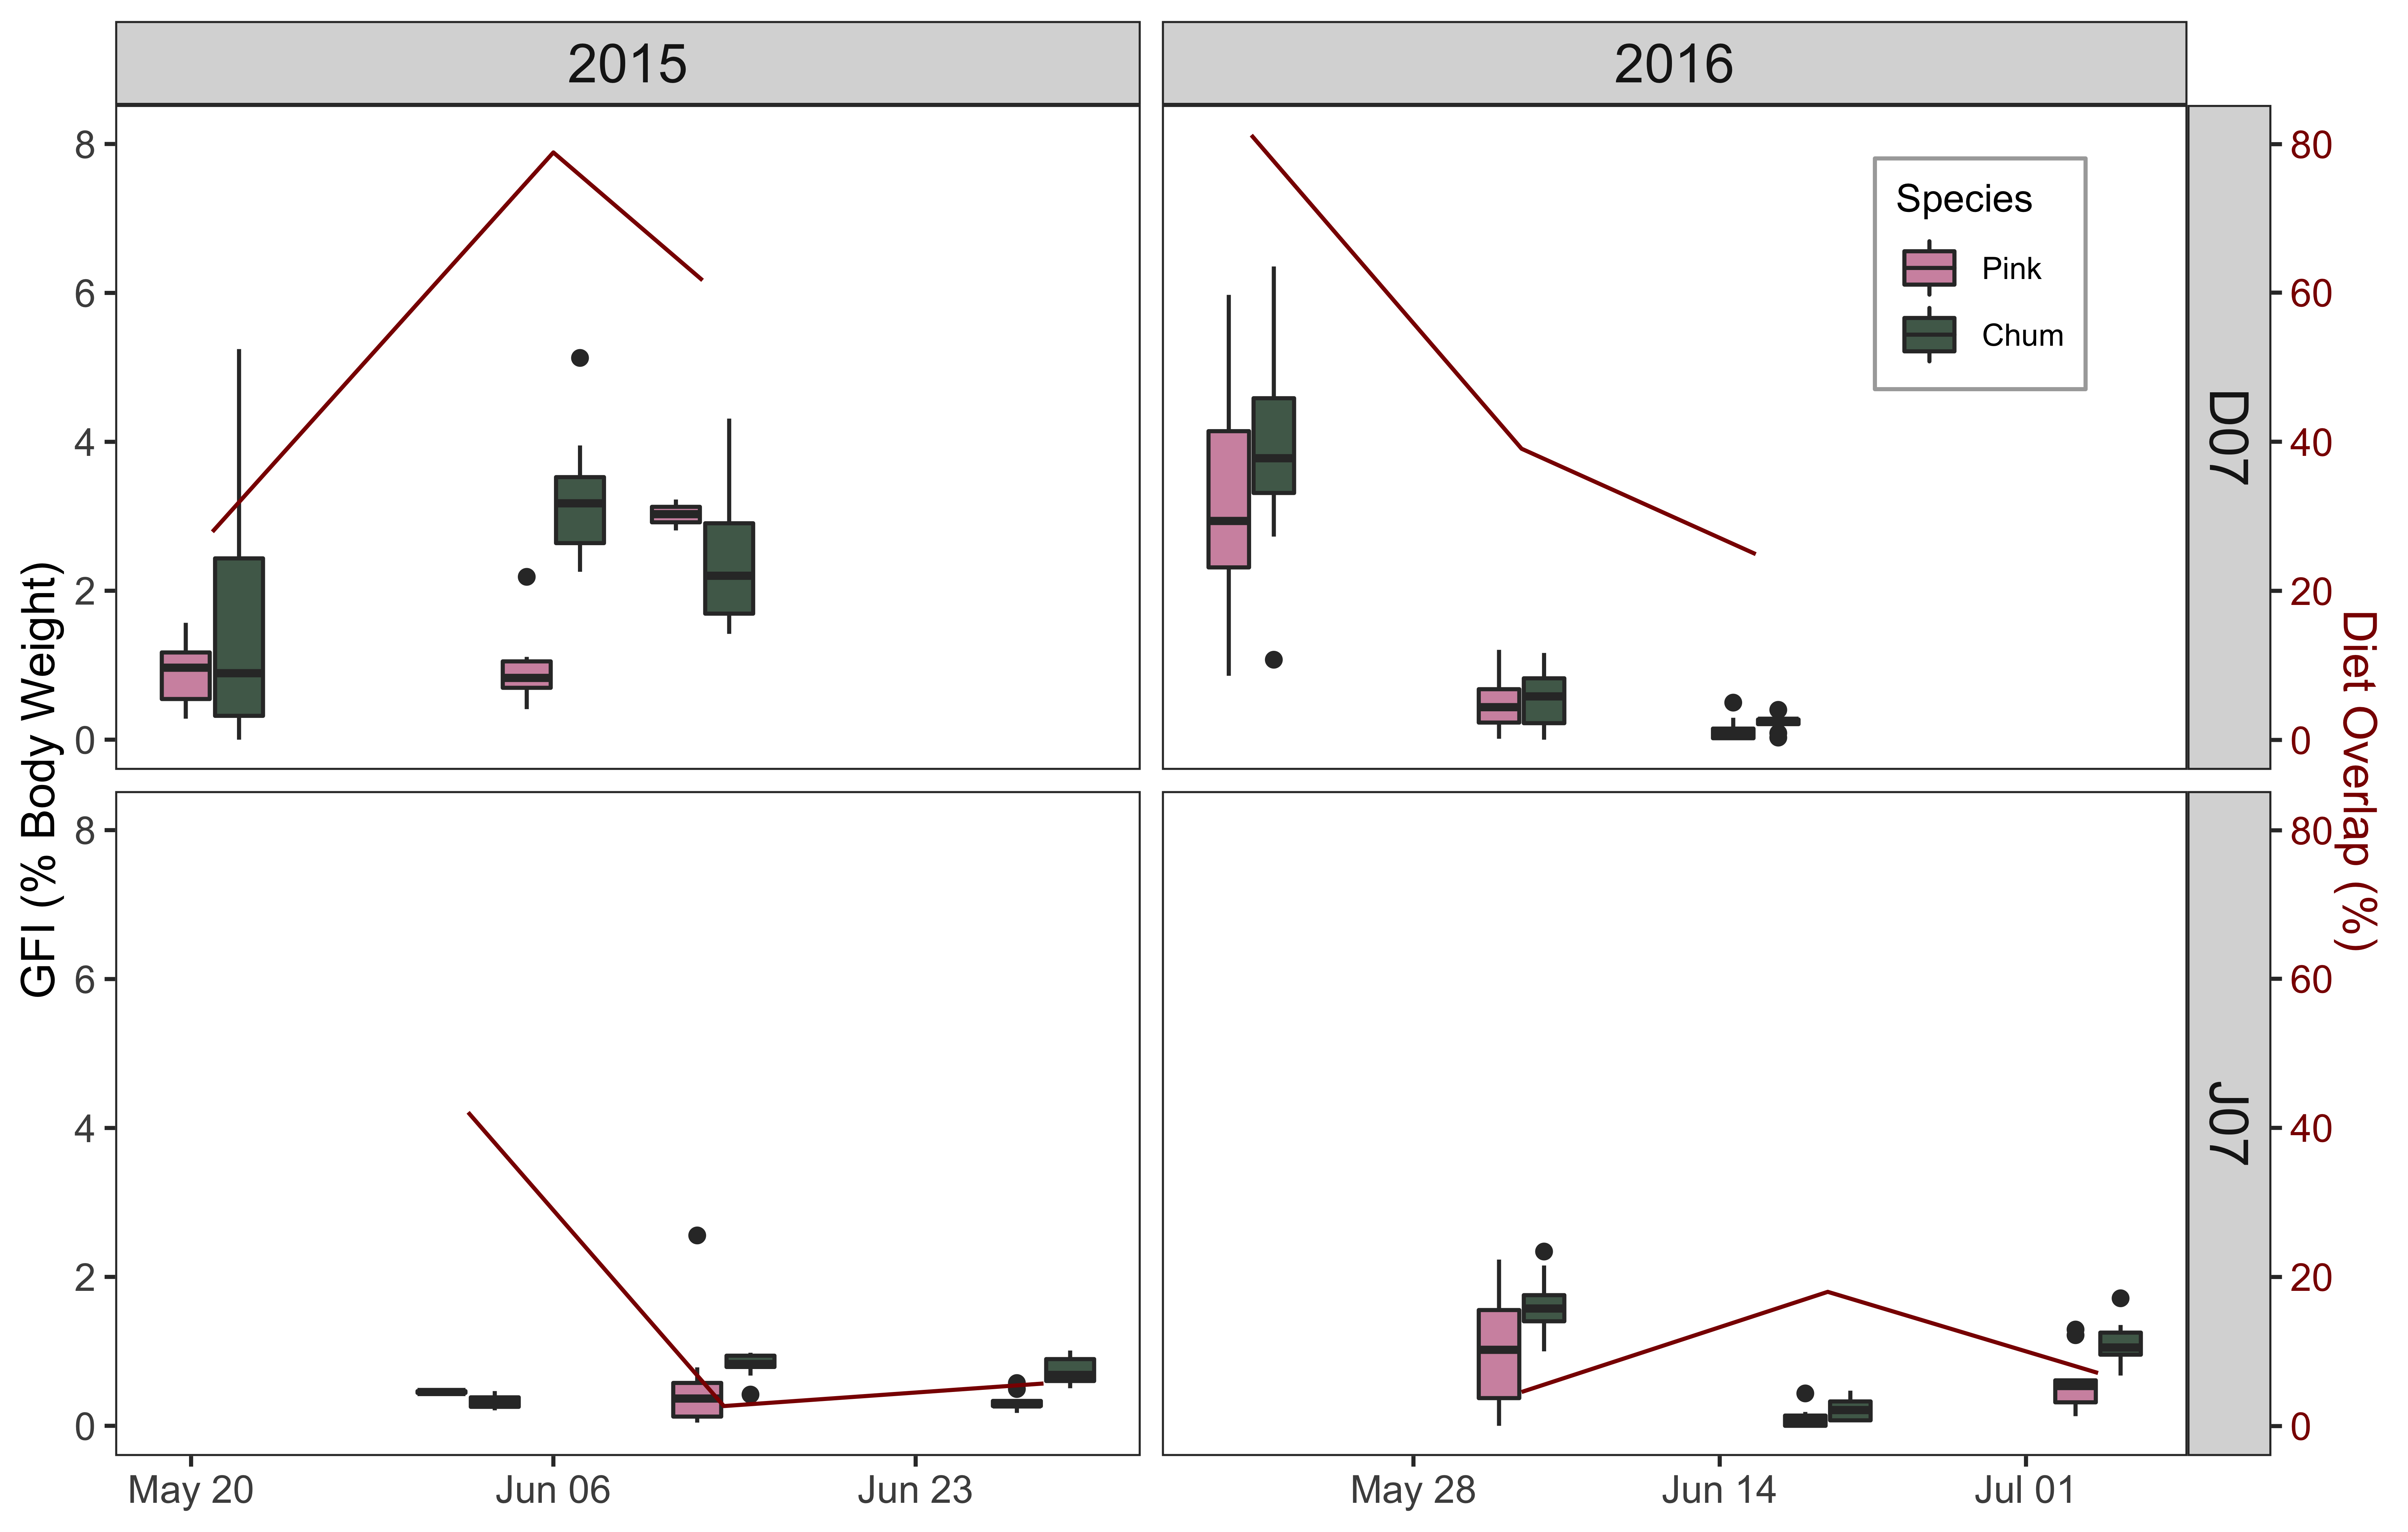 2015
2016
8
6
4
2
0
80
60
40
20
0
Species
Pink
Chum
D07
GFI (% Body Weight)
Diet Overlap (%)
8
6
4
2
0
80
60
40
20
0
J07
May 20
Jun 06
Jun 23
May 28
Jun 14
Jul 01